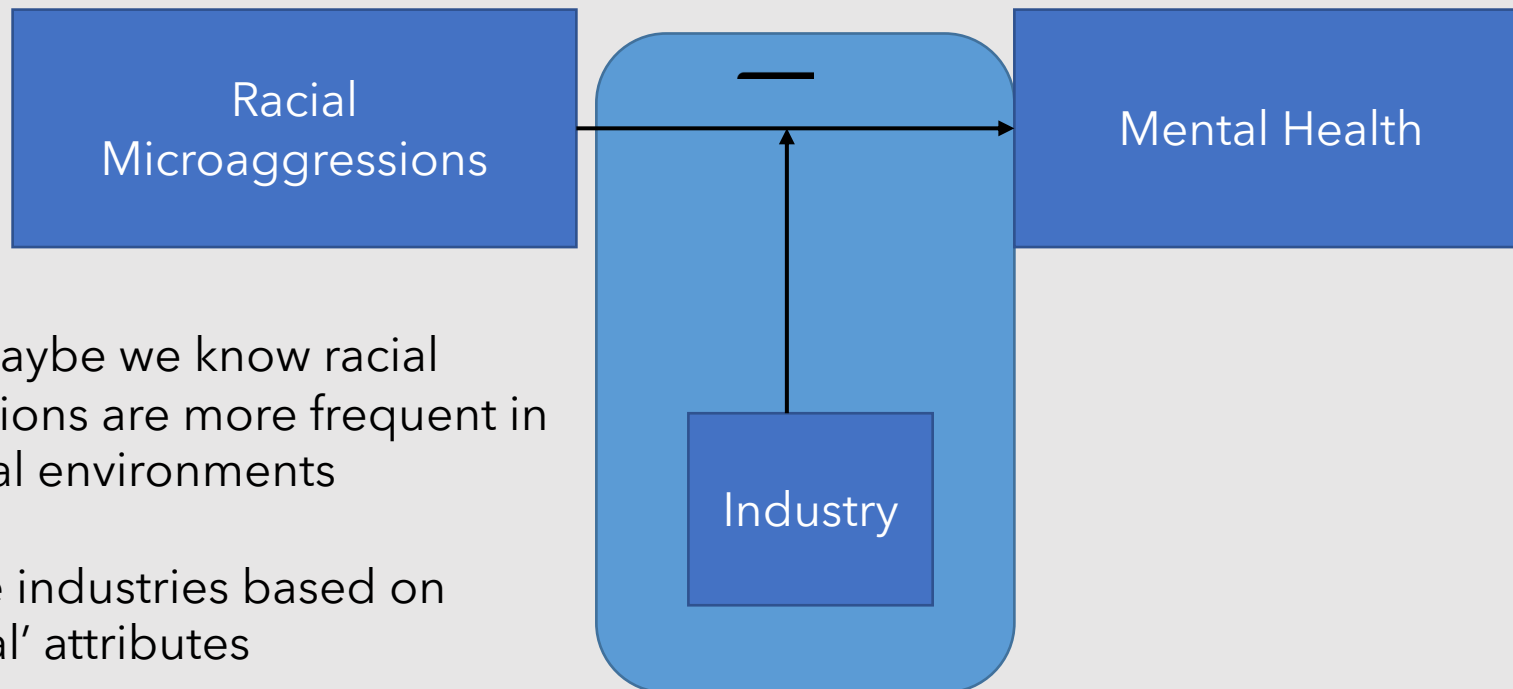 Racial
Microaggressions
Mental Health
aybe we know racial
ions are more frequent in
al environments
Industry
e industries based on
al’ attributes